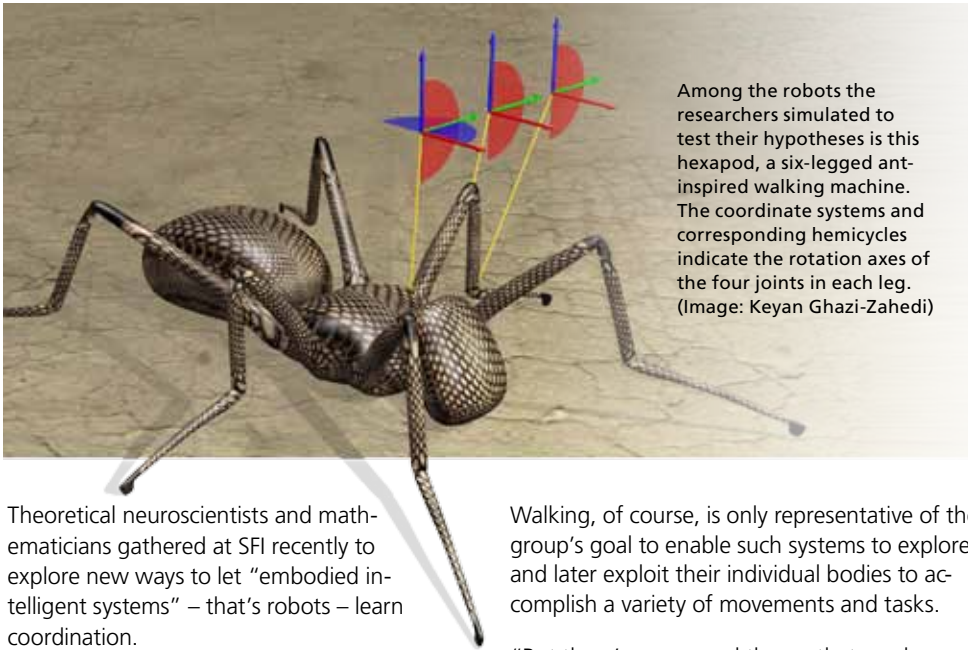 Among the robots the
researchers simulated to
test their hypotheses is this
hexapod, a six-legged ant-
inspired walking machine.
The coordinate systems and
corresponding hemicycles
indicate the rotation axes of
the four joints in each leg.
(Image: Keyan Ghazi-Zahedi)
Theoretical neuroscientists and math-
ematicians gathered at SFI recently to
explore new ways to let “embodied in-
telligent systems” – that’s robots – learn
coordination.
Walking, of course, is only representative of the
group’s goal to enable such systems to explore
and later exploit their individual bodies to ac-
complish a variety of movements and tasks.